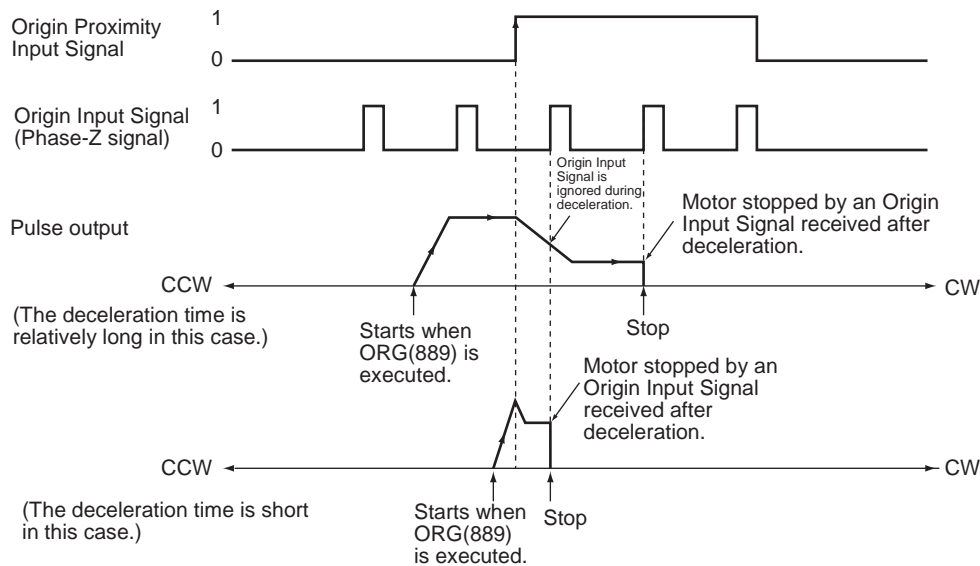 Origin Proximity
Input Signal
1
0
Origin Input Signal
(Phase-Z signal)
1
0
Origin Input
Signal is
ignored during
deceleration.
Pulse output
Motor stopped by an Origin
Input Signal received after
deceleration.
CCW
CW
(The deceleration time is
relatively long in this case.)
Starts when
ORG(889) is
executed.
Stop
Motor stopped by an
Origin Input Signal
received after
deceleration.
CCW
CW
(The deceleration time is short
in this case.)
Starts when
ORG(889)
is executed.
Stop